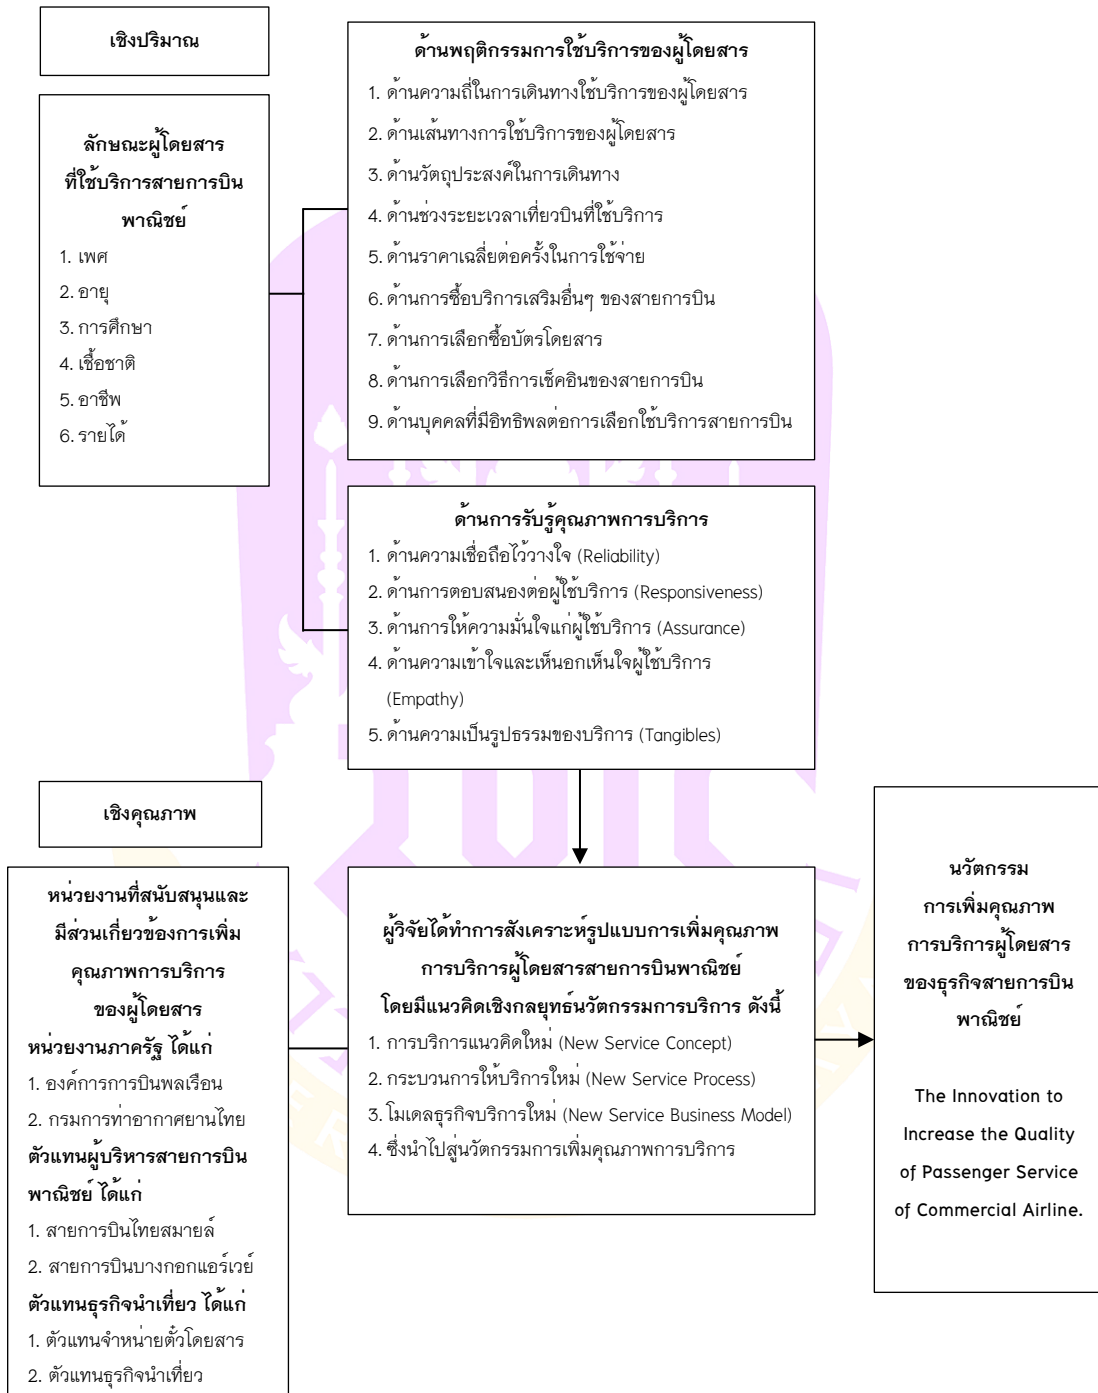 เชิงปริมาณ
ลักษณะผู้โดยสาร
ที่ใช้บริการสายการบิน
พาณิชย์
1. เพศ
2. อายุ
3. การศึกษา
4. เชื้อชาติ
5. อาชีพ
6. รายได้
ด้านพฤติกรรมการใช้บริการของผู้โดยสาร
1. ด้านความถี่ในการเดินทางใช้บริการของผู้โดยสาร
2. ด้านเส้นทางการใช้บริการของผู้โดยสาร
3. ด้านวัตถุประสงค์ในการเดินทาง
4. ด้านช่วงระยะเวลาเที่ยวบินที่ใช้บริการ
5. ด้านราคาเฉลี่ยต่อครั้งในการใช้จ่าย
6. ด้านการซื้อบริการเสริมอื่นๆ ของสายการบิน
7. ด้านการเลือกซื้อบัตรโดยสาร
8. ด้านการเลือกวิธีการเช็คอินของสายการบิน
9. ด้านบุคคลที่มีอิทธิพลต่อการเลือกใช้บริการสายการบิน
ด้านการรับรู้คุณภาพการบริการ
1. ด้านความเชื่อถือไว้วางใจ (Reliability)
2. ด้านการตอบสนองต่อผู้ใช้บริการ (Responsiveness)
3. ด้านการให้ความมั่นใจแก่ผู้ใช้บริการ (Assurance)
4. ด้านความเข้าใจและเห็นอกเห็นใจผู้ใช้บริการ
(Empathy)
5. ด้านความเป็นรูปธรรมของบริการ (Tangibles)
เชิงคุณภาพ
หน่วยงานที่สนับสนุนและ
มีส่วนเกี่ยวข้องการเพิ่ม
คุณภาพการบริการ
ของผู้โดยสาร
หน่วยงานภาครัฐ ได้แก่
1. องค์การการบินพลเรือน
2. กรมการท่าอากาศยานไทย
ตัวแทนผู้บริหารสายการบิน
พาณิชย์ ได้แก่
1. สายการบินไทยสมายล์
2. สายการบินบางกอกแอร์เวย์
ตัวแทนธุรกิจนำเที่ยว ได้แก่
1. ตัวแทนจำหน่ายตั๋วโดยสาร
2. ตัวแทนธุรกิจนำเที่ยว
ผู้วิจัยได้ทำการสังเคราะห์รูปแบบการเพิ่มคุณภาพ
การบริการผู้โดยสารสายการบินพาณิชย์
โดยมีแนวคิดเชิงกลยุทธ์นวัตกรรมการบริการ ดังนี้
1. การบริการแนวคิดใหม่ (New Service Concept)
2. กระบวนการให้บริการใหม่ (New Service Process)
3. โมเดลธุรกิจบริการใหม่ (New Service Business Model)
4. ซึ่งนำไปสู่นวัตกรรมการเพิ่มคุณภาพการบริการ
นวัตกรรม
การเพิ่มคุณภาพ
การบริการผู้โดยสาร
ของธุรกิจสายการบิน
พาณิชย์
The Innovation to
Increase the Quality
of Passenger Service
of Commercial Airline.